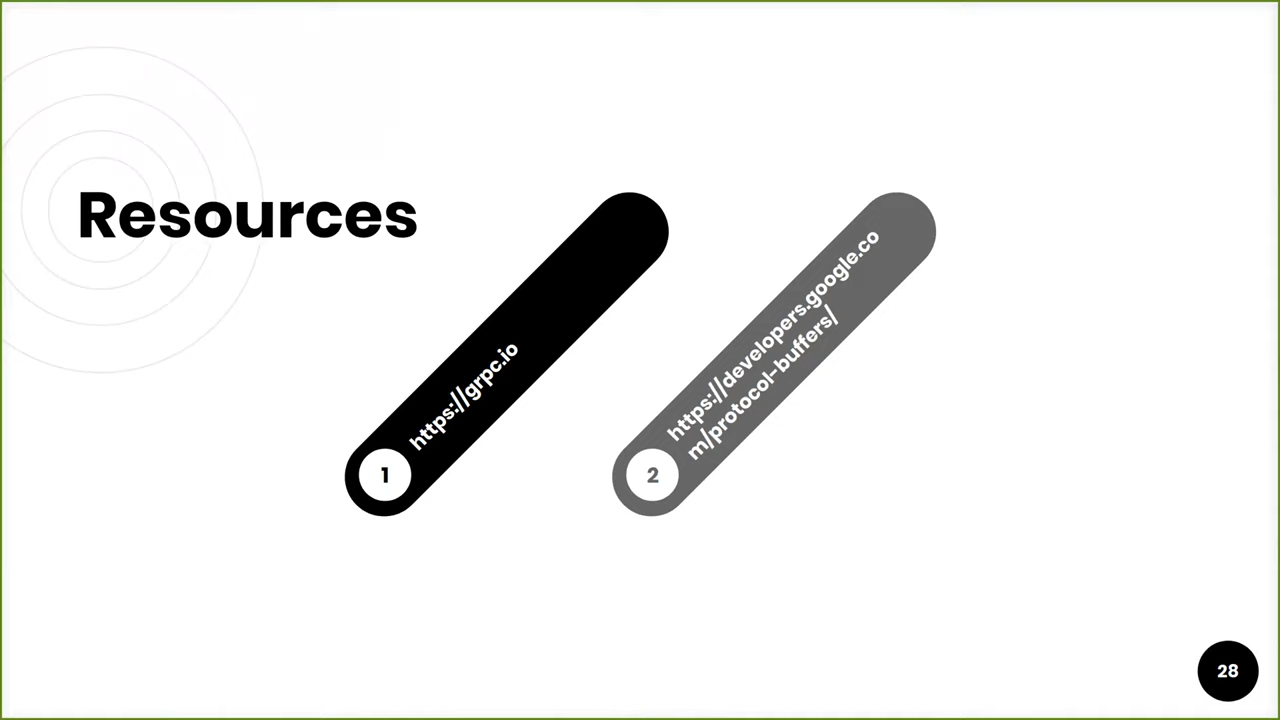 Resources
1
https://grpc.io
2
https://developers.google.co
m/protocol-buffers/
28